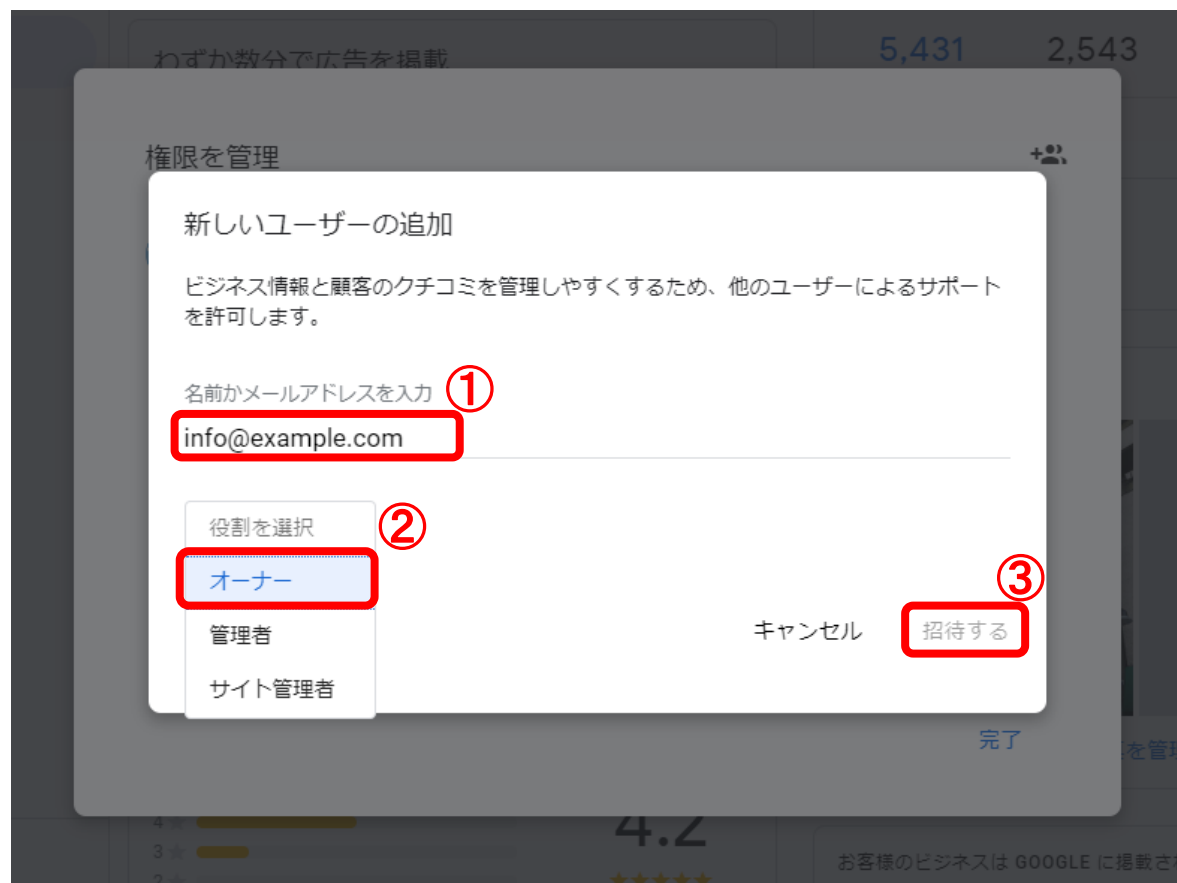 わずか数分で広告を掲載
5,431 2,543
権限を管理
新しいユーザーの追加
ビジネス情報と顧客のクチコミを管理しやすくするため、他のユーザーによるサポート
を許可します。
名前かメールアドレスを入力 ①
info@example.com
役割を選択 ②
オーナー
③
管理者
キャンセル 招待する
サイト管理者
完了
を管理
4
4.2
3
2
お客様のビジネスは GOOGLE に掲載さ